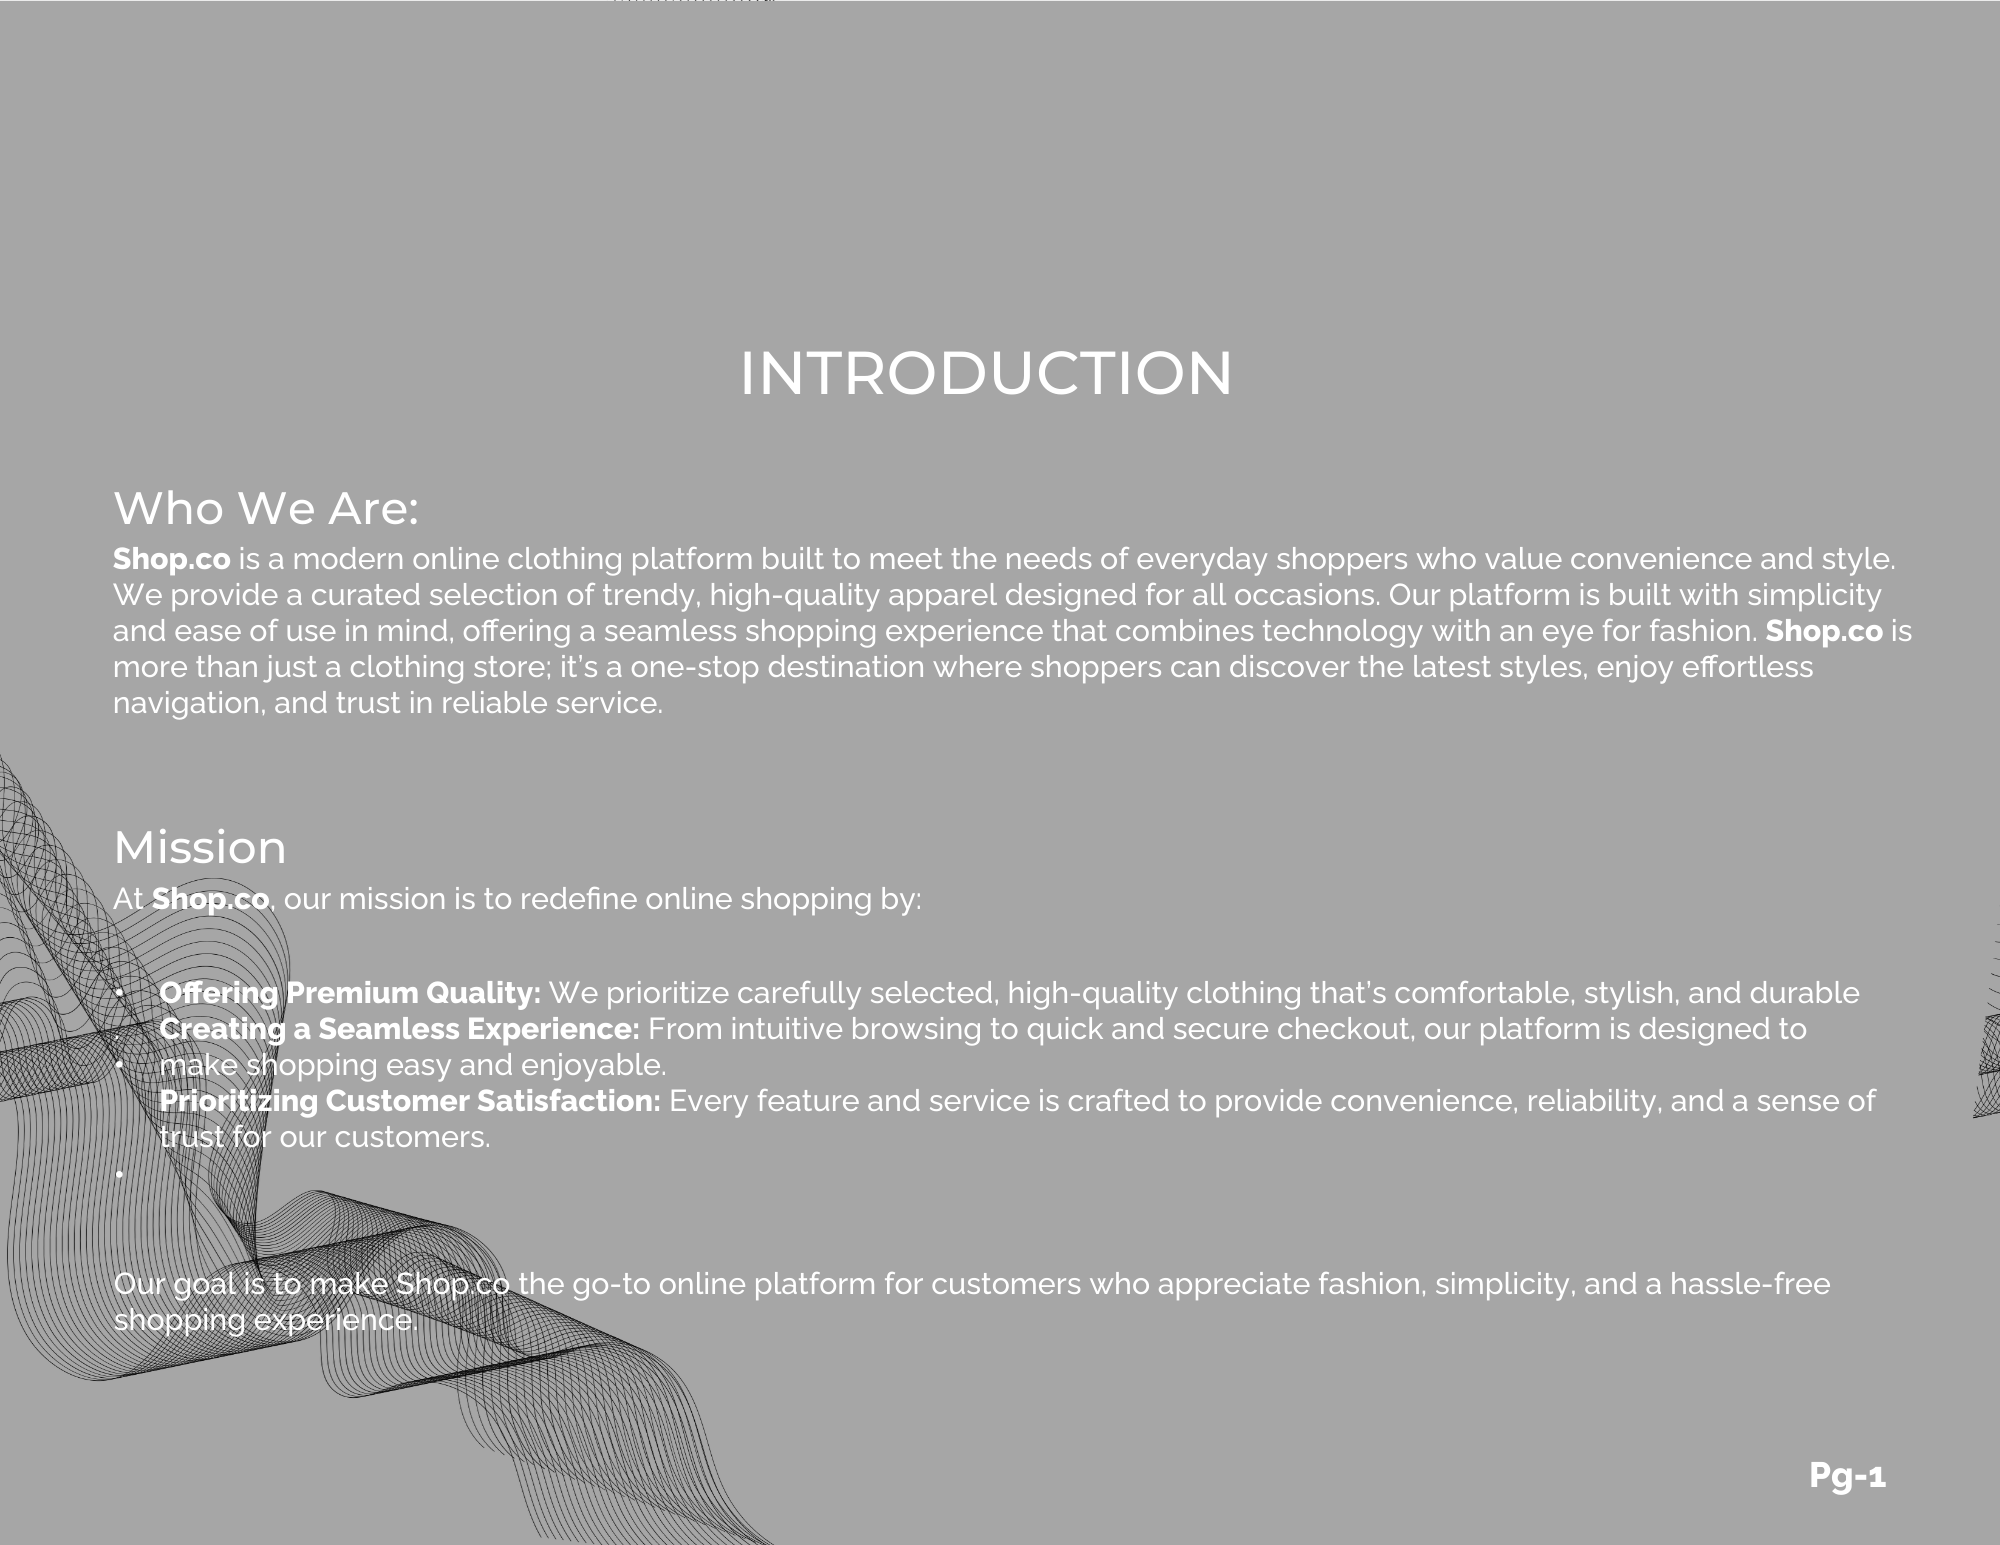 INTRODUCTION
Who We Are:
Shop.co is a modern online clothing platform built to meet the needs of everyday shoppers who value convenience and style.
We provide a curated selection of trendy, high-quality apparel designed for all occasions. Our platform is built with simplicity
and ease of use in mind, offering a seamless shopping experience that combines technology with an eye for fashion. Shop.co is
more than just a clothing store; it’s a one-stop destination where shoppers can discover the latest styles, enjoy effortless
navigation, and trust in reliable service.
Mission
At Shop.co, our mission is to redefine online shopping by:
• Offering Premium Quality: We prioritize carefully selected, high-quality clothing that’s comfortable, stylish, and durable
. Creating a Seamless Experience: From intuitive browsing to quick and secure checkout, our platform is designed to
• make shopping easy and enjoyable.
Prioritizing Customer Satisfaction: Every feature and service is crafted to provide convenience, reliability, and a sense of
trust for our customers.
•
Our goal is to make Shop.co the go-to online platform for customers who appreciate fashion, simplicity, and a hassle-free
shopping experience.
Pg-1